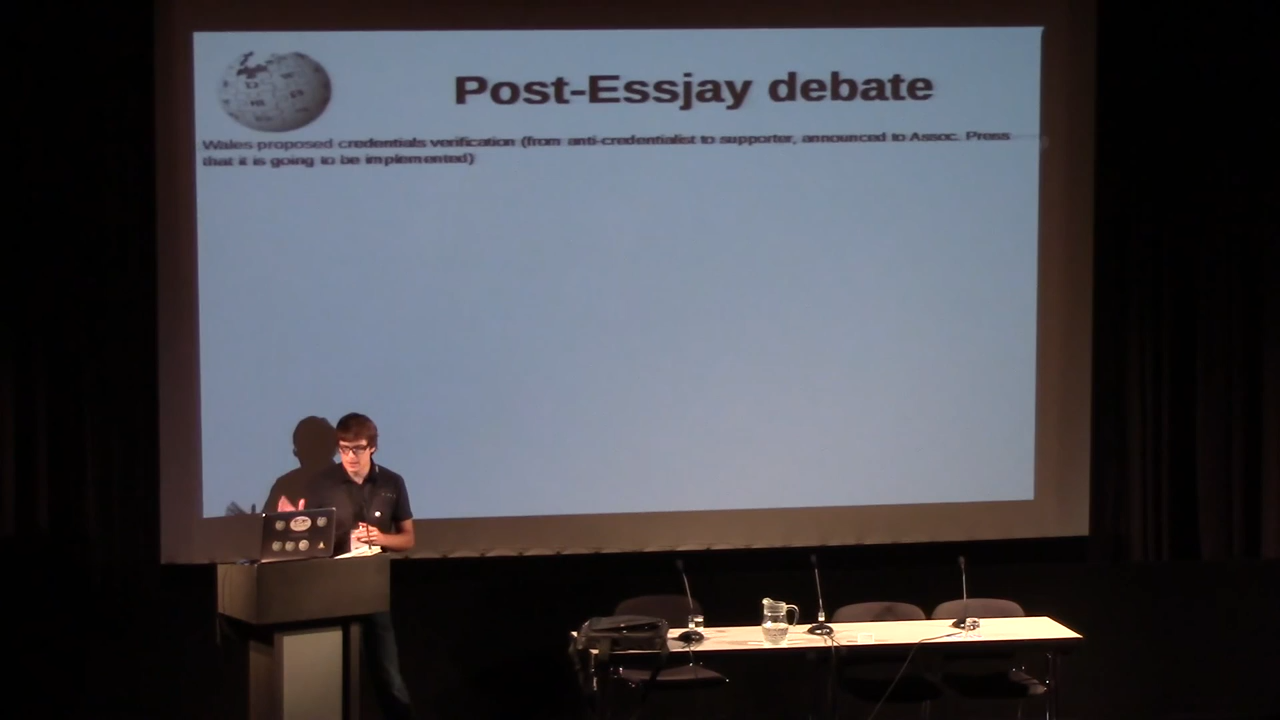 Post-Essjay debate
Wales proposed credentials verification (from anti-credentialist to supporter, announced to Assoc. Press
that it is going to be implemented)